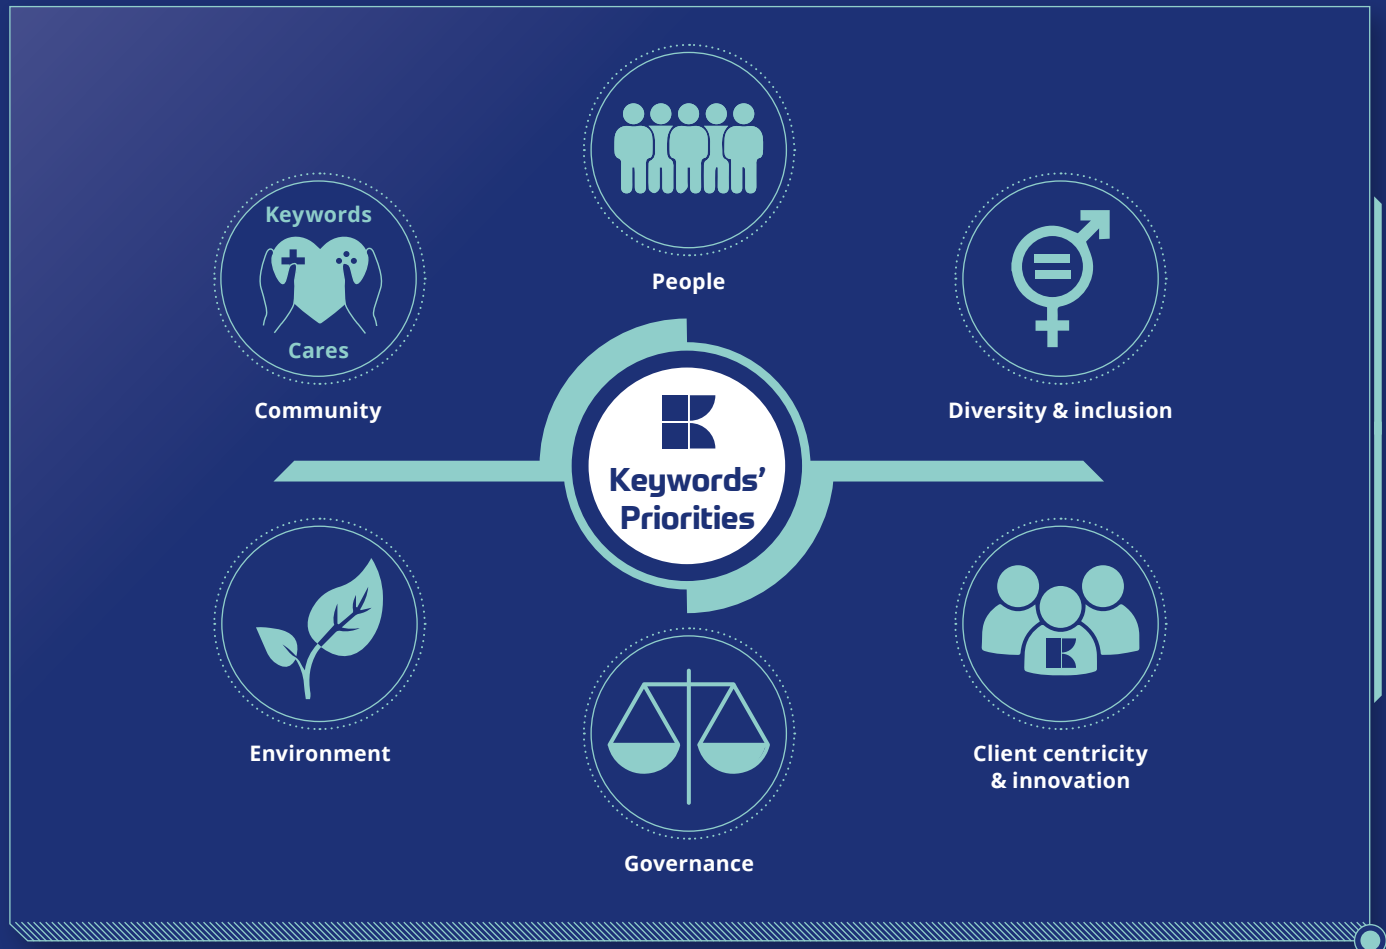 People
Keywords
Cares
Community
Diversity & inclusion
Keywords’
Priorities
Environment
Client centricity
& innovation
Governance